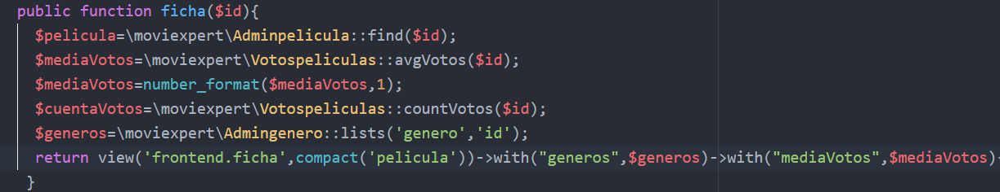 public function ficha($id){
$pelicula=\moviexpert\Adminpelicula::find($id);
$mediaVotos=\moviexpert\Votospeliculas::avgVotos($id);
$mediaVotos=number_format($mediaVotos,1);
$cuentaVotos=\moviexpert\Votospeliculas::countVotos($id);
$generos=\moviexpert\Admingenero::lists('genero','id');
return view('frontend.ficha',compact('pelicula'))->with("generos",$generos)->with("mediaVotos",$mediaVotos)-
}